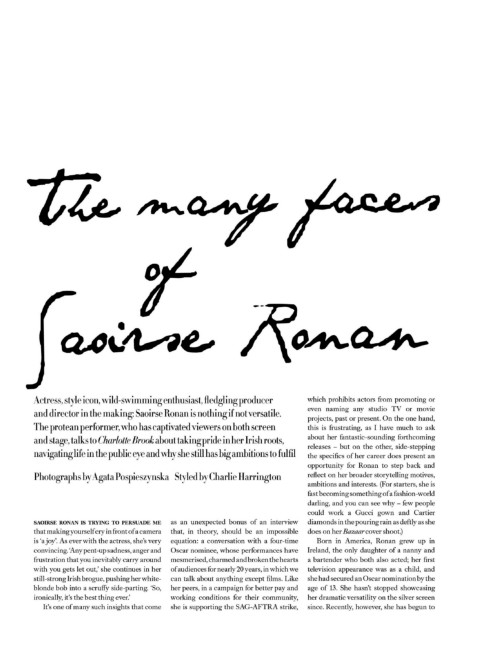 The many faces
of
Saoirse Ronan
Actress, style icon, wild-swimming enthusiast, fledgling producer
and director in the making: Saoirse Ronan is nothing if not versatile.
The protean performer, who has captivated viewers on both screen
and stage, talks to Charlotte Brook about taking pride in her Irish roots,
navigating life in the public eye and why she still has big ambitions to fulfil
Photographs by Agata Pospieszynska Styled by Charlie Harrington
SAOIRSE RONAN IS TRYING TO PERSUADE ME
that making yourself cry in front of a camera
is ‘a joy’. As ever with the actress, she’s very
convincing. ‘Any pent-up sadness, anger and
frustration that you inevitably carry around
with you gets let out,’ she continues in her
still-strong Irish brogue, pushing her white-
blonde bob into a scruffy side-parting. ‘So,
ironically, it’s the best thing ever.’
It’s one of many such insights that come
as an unexpected bonus of an interview
that, in theory, should be an impossible
equation: a conversation with a four-time
Oscar nominee, whose performances have
mesmerised, charmed and broken the hearts
of audiences for nearly 20 years, in which we
can talk about anything except films. Like
her peers, in a campaign for better pay and
working conditions for their community,
she is supporting the SAG-AFTRA strike,
which prohibits actors from promoting or
even naming any studio TV or movie
projects, past or present. On the one hand,
this is frustrating, as I have much to ask
about her fantastic-sounding forthcoming
releases – but on the other, side-stepping
the specifics of her career does present an
opportunity for Ronan to step back and
reflect on her broader storytelling motives,
ambitions and interests. (For starters, she is
fast becoming something of a fashion-world
darling, and you can see why – few people
could work a Gucci gown and Cartier
diamonds in the pouring rain as deftly as she
does on her Bazaar cover shoot.)
Born in America, Ronan grew up in
Ireland, the only daughter of a nanny and
a bartender who both also acted; her first
television appearance was as a child, and
she had secured an Oscar nomination by the
age of 13. She hasn’t stopped showcasing
her dramatic versatility on the silver screen
since. Recently, however, she has begun to